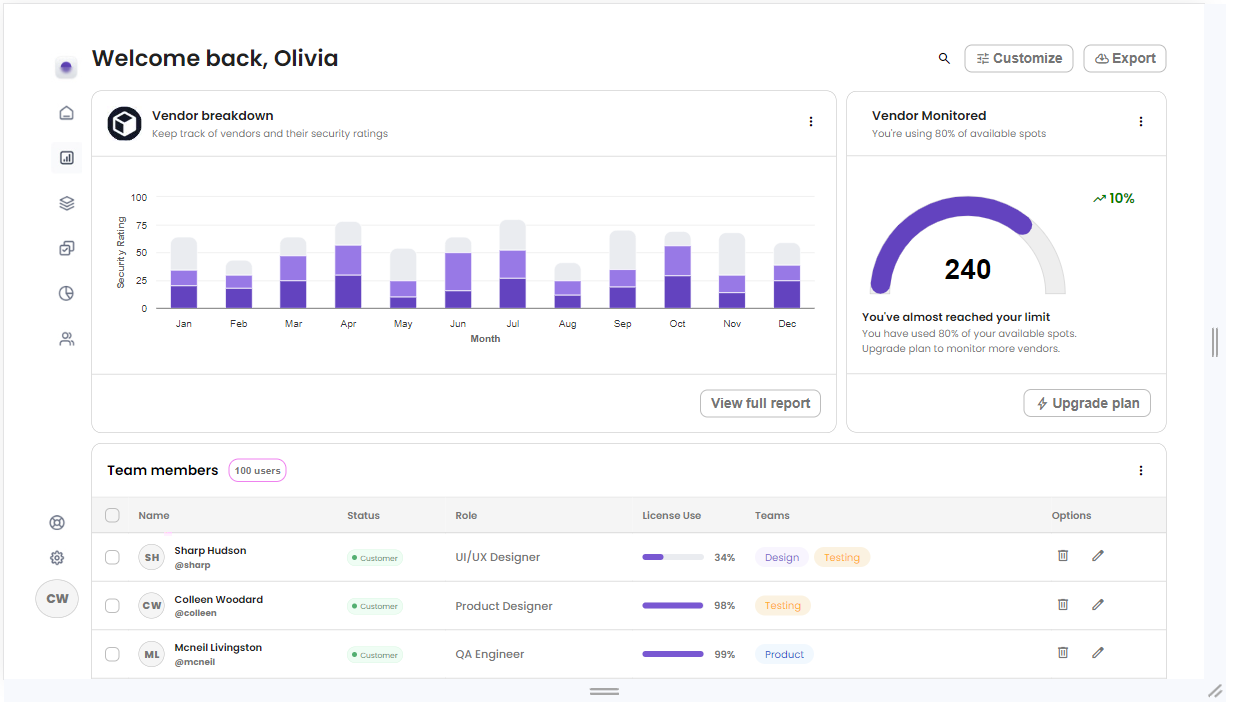 Welcome back, Olivia
Customize
Export
Vendor breakdown
Keep track of vendors and their security ratings
Security Rating
100
75
50
25
0
Jan Feb Mar Apr May Jun Jul Aug Sep Oct Nov Dec
Month
View full report
Vendor Monitored
You're using 80% of available spots
10%
240
You've almost reached your limit
You have used 80% of your available spots.
Upgrade plan to monitor more vendors.
Upgrade plan
Team members 100 users
Name Status Role License Use Teams Options
SH Sharp Hudson
@sharp
Customer UI/UX Designer 34% Design Testing
CW
CW Colleen Woodard
@colleen
Customer Product Designer 98% Testing
ML Mcneil Livingston
@mcneil
Customer QA Engineer 99% Product